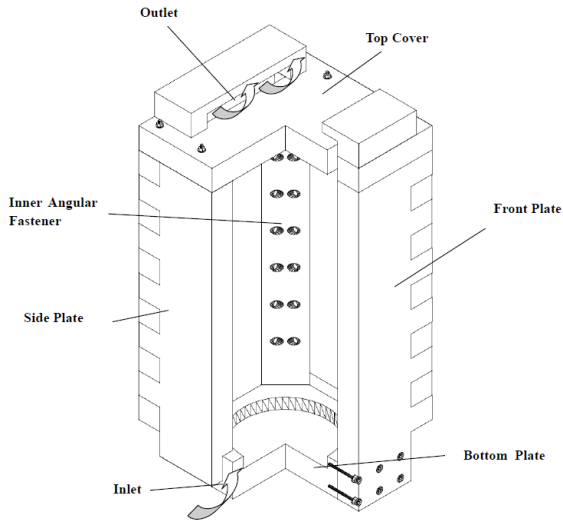 Outlet
Top Cover
Inner Angular
Fastener
Front Plate
Side Plate
Bottom Plate
Inlet